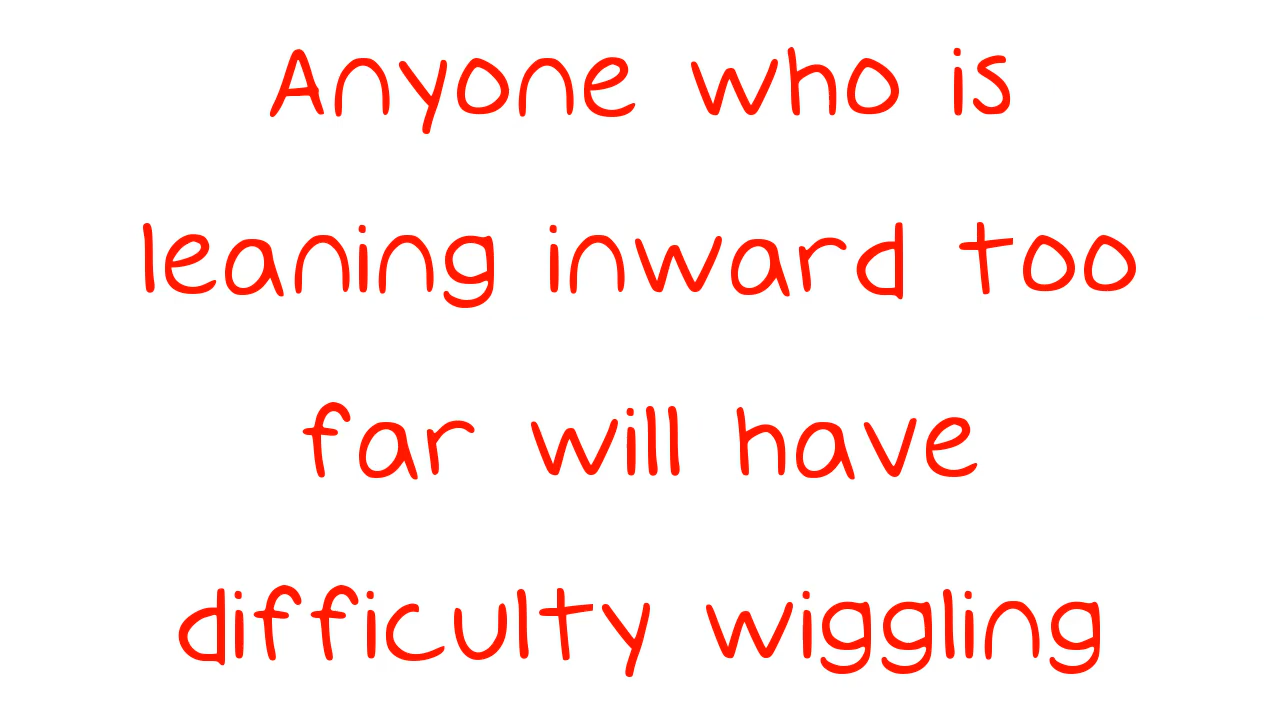 Anyone who is
leaning inward too
far will have
difficulty wiggling